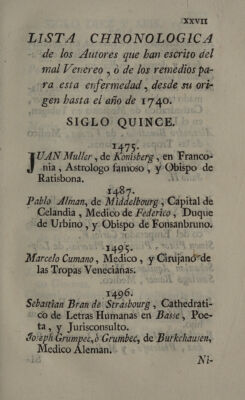 XXVII
LISTA CHRONOLOGICA
de los Autores que han escrito del
mal Venereo, ò de los remedios pa-
ra esta enfermedad, desde su ori-
gen hasta el año de 1740.
SIGLO QUINCE.
1475.
JUAN Muller, de Konisberg, en Franco-
nia, Astrologo famoso, y Obispo de
Ratisbona.
1487.
Pablo Alman, de Middelbourg, Capital de
Celandia, Medico de Federico, Duque
de Urbino, y Obispo de Fonsanbruno.
1495.
Marcelo Cumano, Medico, y Cirujano de
las Tropas Venecianas.
1496.
Sebastian Bran de Strasbourg, Cathedrati-
co de Letras Humanas en Basse, Poe-
ta, y Jurisconsulto.
Joseph Grumpec, ò Grumbec, de Burkchausen,
Medico Aleman.
Ni-